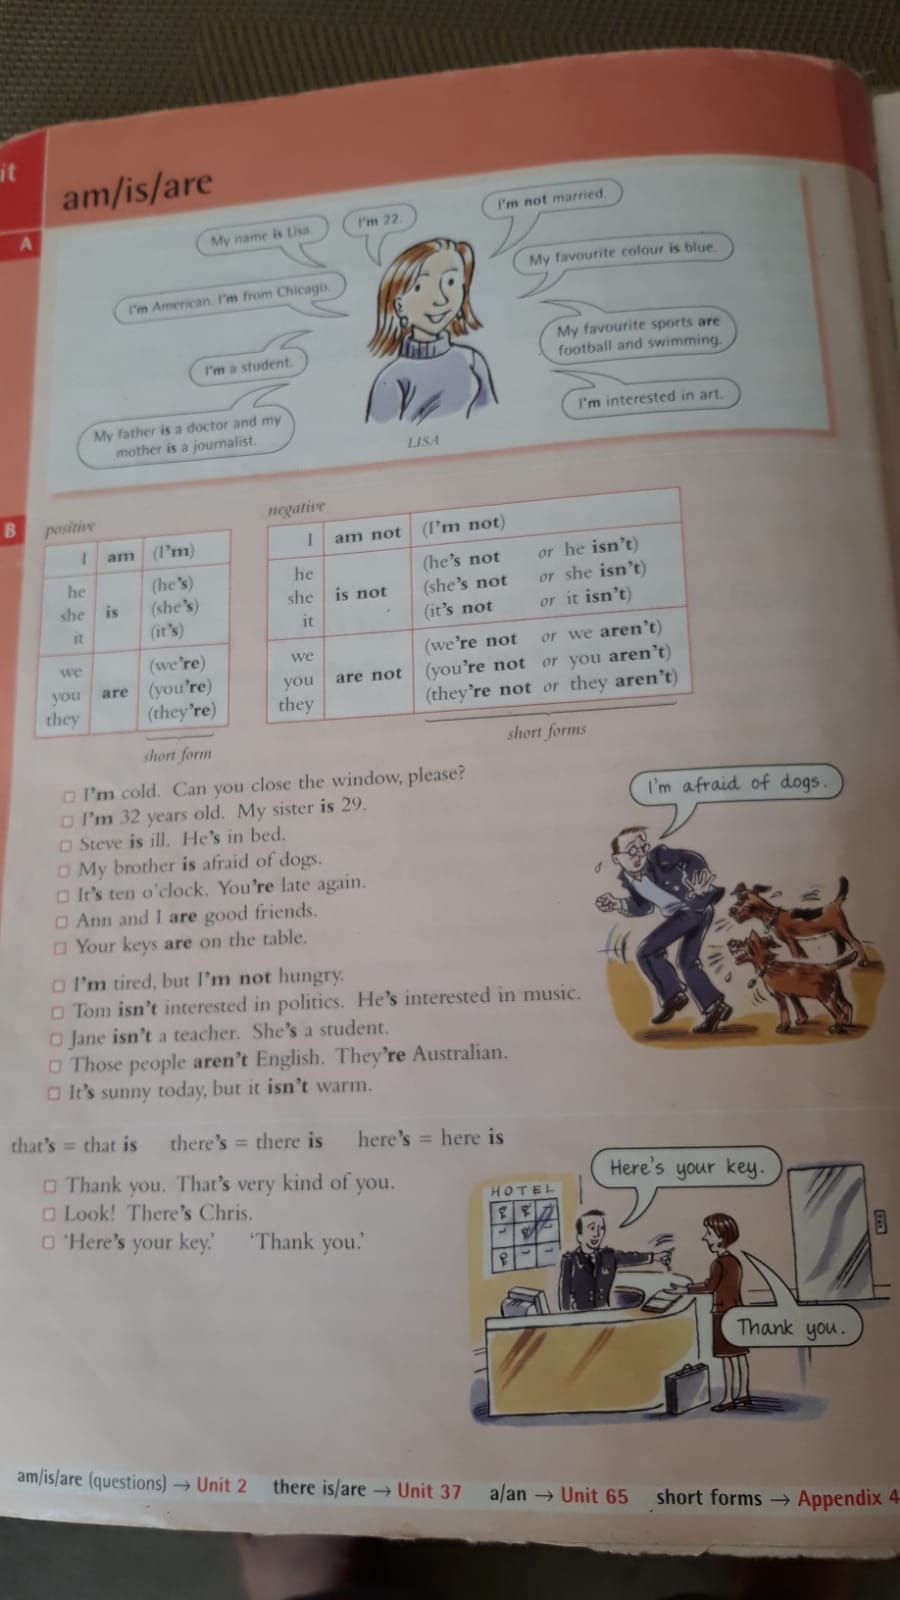 it
am/is/are
A
My name is Lisa.
I'm 22.
I'm not married.
I'm American. I'm from Chicago.
My favourite colour is blue.
I'm a student.
My favourite sports are
football and swimming.
My father is a doctor and my
mother is a journalist.
I'm interested in art.
LISA
B
positive
I am (I'm)
he (he's)
she is (she's)
it (it's)
we (we're)
you are (you're)
they (they're)
short form
negative
I am not (I'm not)
he (he's not or he isn't)
she is not (she's not or she isn't)
it (it's not or it isn't)
we (we're not or we aren't)
you are not (you're not or you aren't)
they (they're not or they aren't)
short forms
I'm cold. Can you close the window, please?
I'm 32 years old. My sister is 29.
Steve is ill. He's in bed.
My brother is afraid of dogs.
It's ten o'clock. You're late again.
Ann and I are good friends.
Your keys are on the table.
I'm afraid of dogs.
I'm tired, but I'm not hungry.
Tom isn't interested in politics. He's interested in music.
Jane isn't a teacher. She's a student.
Those people aren't English. They're Australian.
It's sunny today, but it isn't warm.
that's = that is there's = there is here's = here is
Thank you. That's very kind of you.
Look! There's Chris.
'Here's your key.' 'Thank you.'
Here's your key.
HOTEL
Thank you.
am/is/are (questions) → Unit 2 there is/are → Unit 37 a/an → Unit 65 short forms → Appendix 4